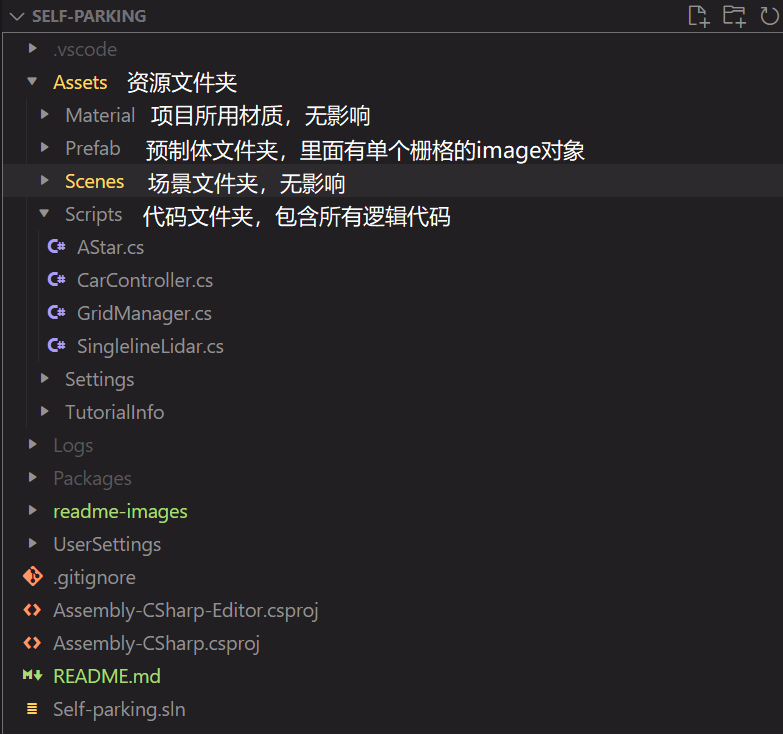 SELF-PARKING
.vscode
Assets 资源文件夹
Material 项目所用材质，无影响
Prefab 预制体文件夹，里面有单个栅格的image对象
Scenes 场景文件夹，无影响
Scripts 代码文件夹，包含所有逻辑代码
C# AStar.cs
C# CarController.cs
C# GridManager.cs
C# SinglelineLidar.cs
Settings
TutorialInfo
Logs
Packages
readme-images
UserSettings
.gitignore
Assembly-CSharp-Editor.csproj
Assembly-CSharp.csproj
README.md
Self-parking.sln